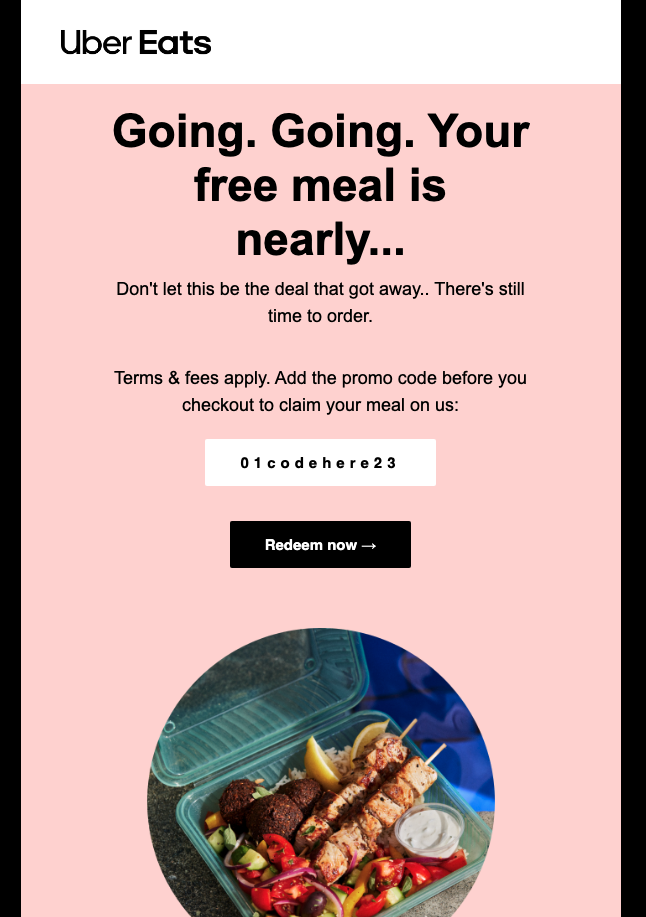 Uber Eats
Going. Going. Your
free meal is
nearly...
Don't let this be the deal that got away.. There's still
time to order.
Terms & fees apply. Add the promo code before you
checkout to claim your meal on us:
01codehere23
Redeem now →